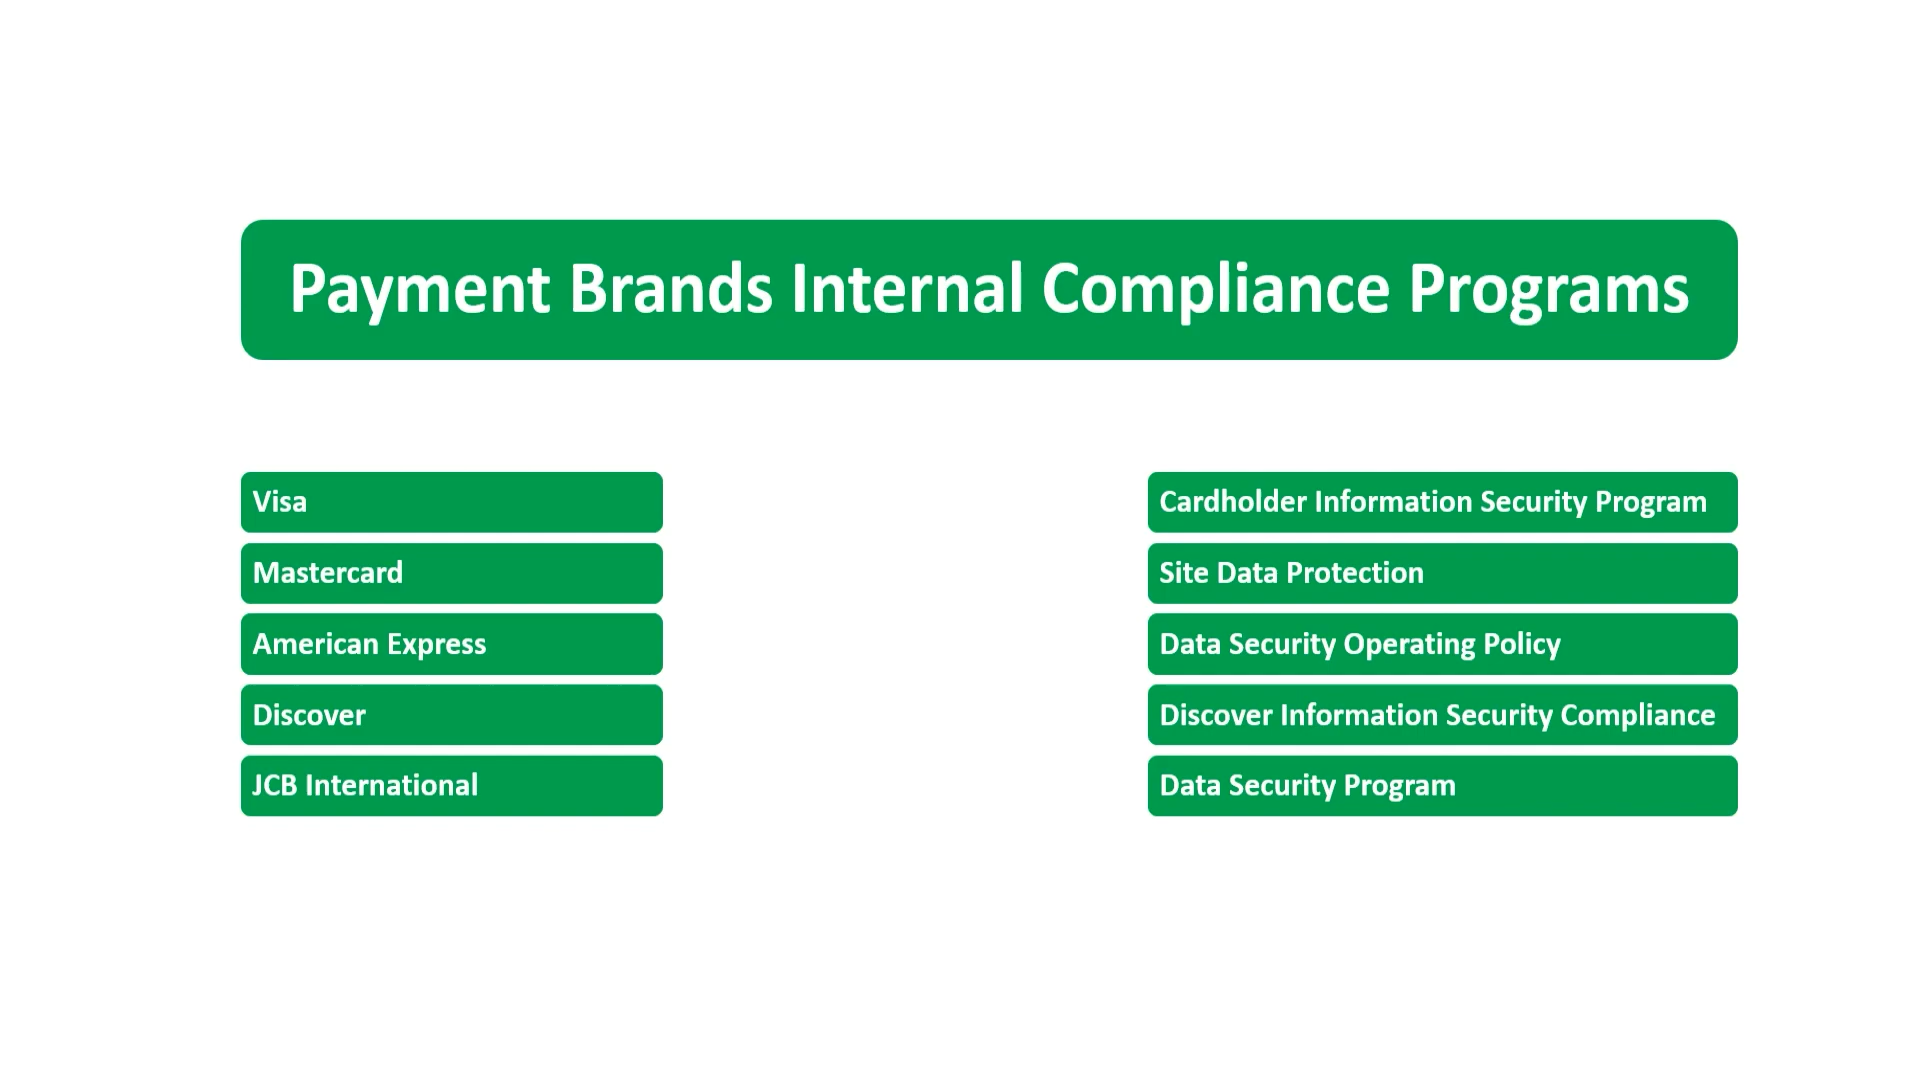 Payment Brands Internal Compliance Programs
Visa
Cardholder Information Security Program
Mastercard
Site Data Protection
American Express
Data Security Operating Policy
Discover
Discover Information Security Compliance
JCB International
Data Security Program